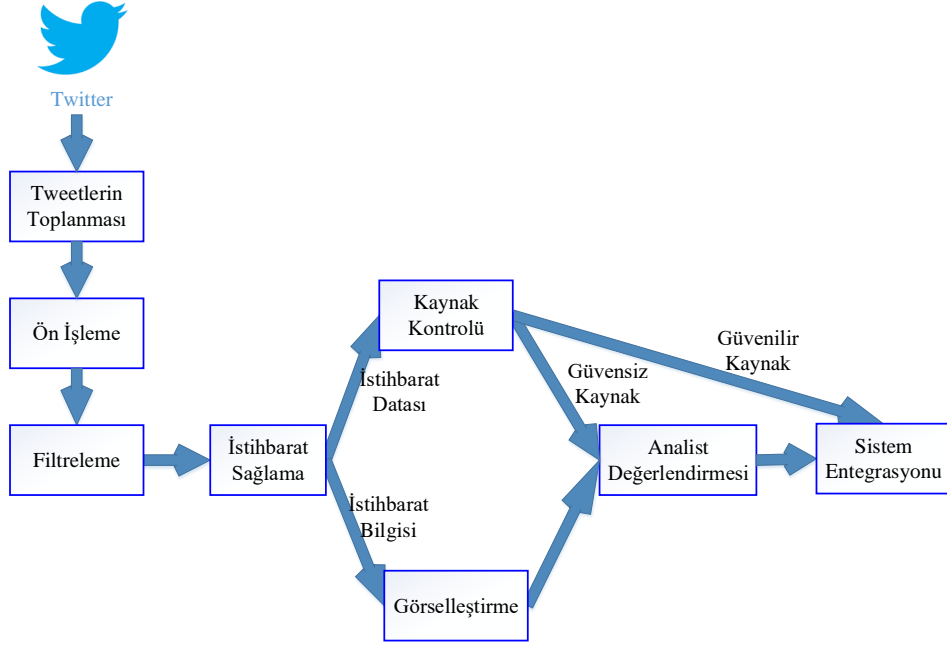 Twitter
Tweetlerin
Toplanması
Ön İşleme
Filtreleme
İstihbarat
Sağlama
İstihbarat
Datası
İstihbarat
Bilgisi
Kaynak
Kontrolü
Görselleştirme
Güvensiz
Kaynak
Güvenilir
Kaynak
Analist
Değerlendirmesi
Sistem
Entegrasyonu